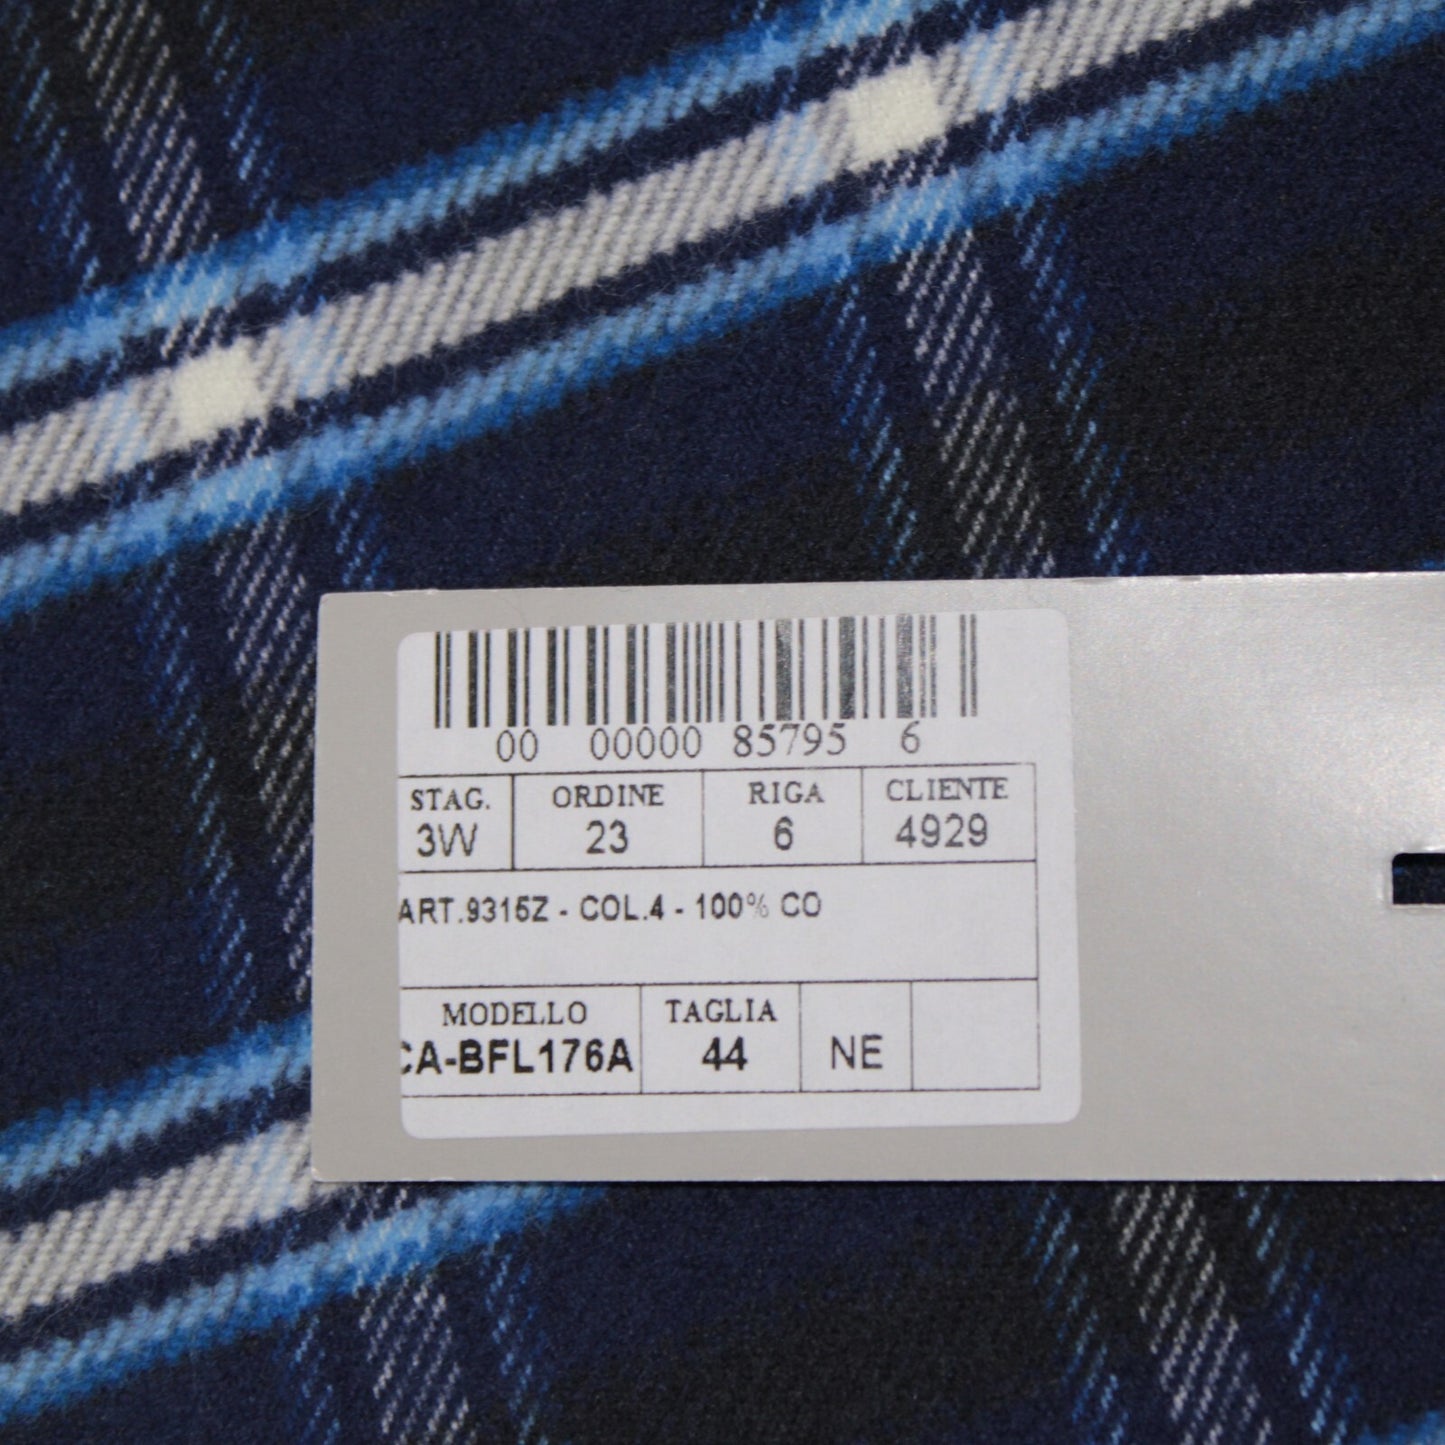 00 00000 85795 6
STAG. ORDINE RIGA CLIENTE
3W 23 6 4929
ART.9315Z - COL.4 - 100% CO
MODELLO TAGLIA
CA-BFL176A 44 NE